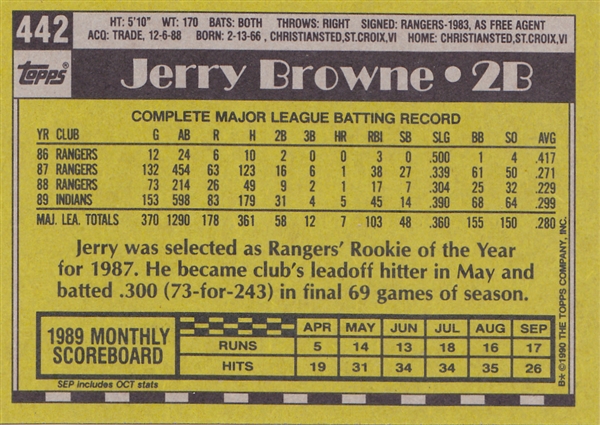 442
HT: 5'10" WT: 170 BATS: BOTH THROWS: RIGHT SIGNED: RANGERS-1983, AS FREE AGENT
ACQ: TRADE, 12-6-88 BORN: 2-13-66 , CHRISTIANSTED,ST.CROIX,VI HOME: CHRISTIANSTED,ST.CROIX,VI
Topps Jerry Browne • 2B
COMPLETE MAJOR LEAGUE BATTING RECORD
YR CLUB G AB R H 2B 3B HR RBI SB SLG BB SO AVG
86 RANGERS 12 24 6 10 2 0 0 3 0 .500 1 4 .417
87 RANGERS 132 454 63 123 16 6 1 38 27 .339 61 50 .271
88 RANGERS 73 214 26 49 9 2 1 17 7 .304 25 32 .229
89 INDIANS 153 598 83 179 31 4 5 45 14 .390 68 64 .299
MAJ. LEA. TOTALS 370 1290 178 361 58 12 7 103 48 .360 155 150 .280
Jerry was selected as Rangers' Rookie of the Year
for 1987. He became club's leadoff hitter in May and
batted .300 (73-for-243) in final 69 games of season.
1989 MONTHLY
SCOREBOARD
APR MAY JUN JUL AUG SEP
RUNS 5 14 13 18 16 17
HITS 19 31 34 34 35 26
SEP includes OCT stats
B* ©1990 THE TOPPS COMPANY, INC.